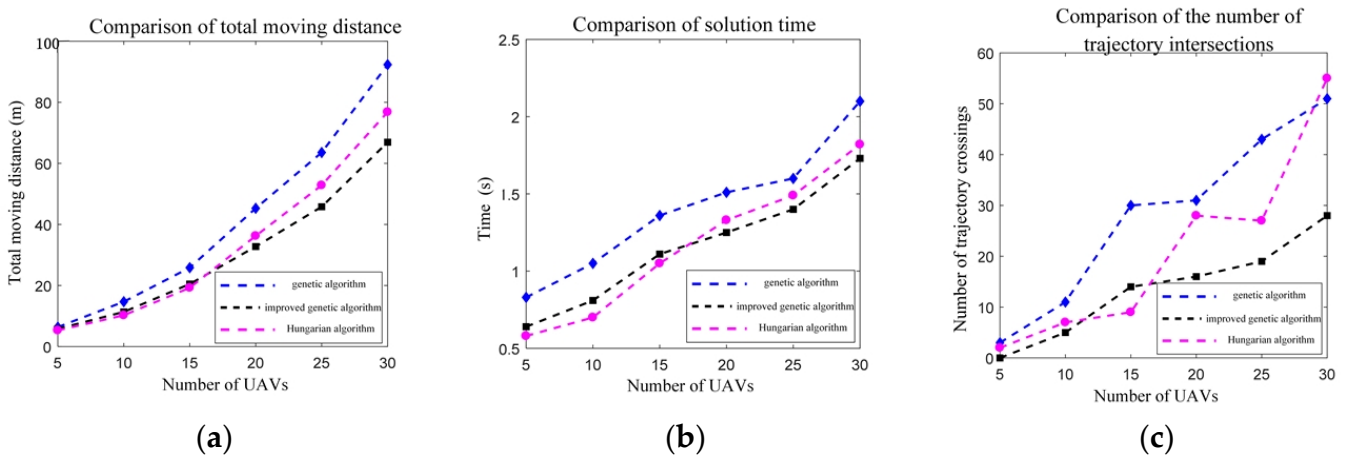 Comparison of total moving distance
100
80
60
40
20
0
Total moving distance (m)
genetic algorithm
improved genetic algorithm
Hungarian algorithm
5 10 15 20 25 30
Number of UAVs
(a)
Comparison of solution time
2.5
2
1.5
1
0.5
Time (s)
genetic algorithm
improved genetic algorithm
Hungarian algorithm
5 10 15 20 25 30
Number of UAVs
(b)
Comparison of the number of
trajectory intersections
60
50
40
30
20
10
0
Number of trajectory crossings
genetic algorithm
improved genetic algorithm
Hungarian algorithm
5 10 15 20 25 30
Number of UAVs
(c)